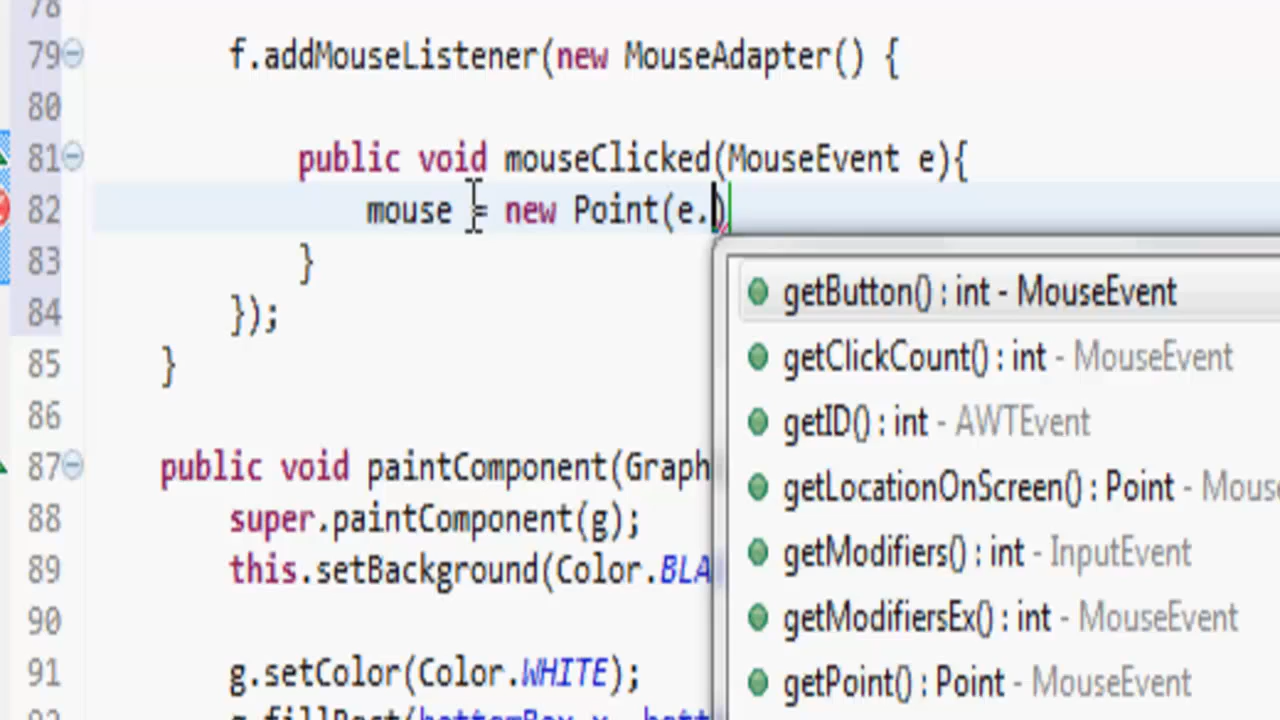 78
79 f.addMouseListener(new MouseAdapter() {
80
81 public void mouseClicked(MouseEvent e){
82 mouse = new Point(e.)
83 }
84 });
85 }
86
87 public void paintComponent(Graph
88 super.paintComponent(g);
89 this.setBackground(Color.BLA
90
91 g.setColor(Color.WHITE);
getButton() : int - MouseEvent
getClickCount() : int - MouseEvent
getID() : int - AWTEvent
getLocationOnScreen() : Point - Mouse
getModifiers() : int - InputEvent
getModifiersEx() : int - MouseEvent
getPoint() : Point - MouseEvent